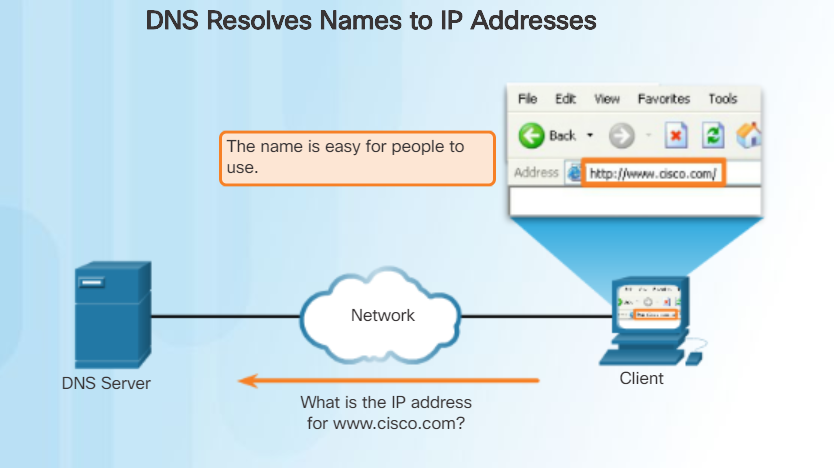 DNS Resolves Names to IP Addresses
File Edit View Favorites Tools
Back
Address http://www.cisco.com/
The name is easy for people to
use.
Network
DNS Server
Client
What is the IP address
for www.cisco.com?